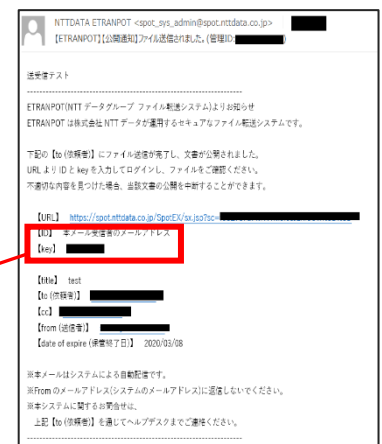 NTTDATA ETRANPOT <spot_sys_admin@spot.nttdata.co.jp>
【ETRANPOT】【公開通知】ファイル送信されました。(管理ID:
送受信テスト
ETRANPOT(NTT データグループ ファイル転送システム)よりお知らせ
ETRANPOT は株式会社 NTT データが運用するセキュアなファイル転送システムです。
下記の【to (依頼者)】にファイル送信が完了し、文書が公開されました。
URL より ID と key を入力してログインし、ファイルをご確認ください。
不適切な内容を見つけた場合、当該文書の公開を中断することができます。
【URL】 https://spot.nttdata.co.jp/SpotEX/sx.jsp?sc=
【ID】 本メール受信者のメールアドレス
【key】
【title】 test
【to (依頼者)】
【cc】
【from (送信者)】
【date of expire (保管終了日)】 2020/03/08
※本メールはシステムによる自動配信です。
※From のメールアドレス(システムのメールアドレス)に返信しないでください。
※本システムに関するお問合せは、
上記【to (依頼者)】を通じてヘルプデスクまでご連絡ください。